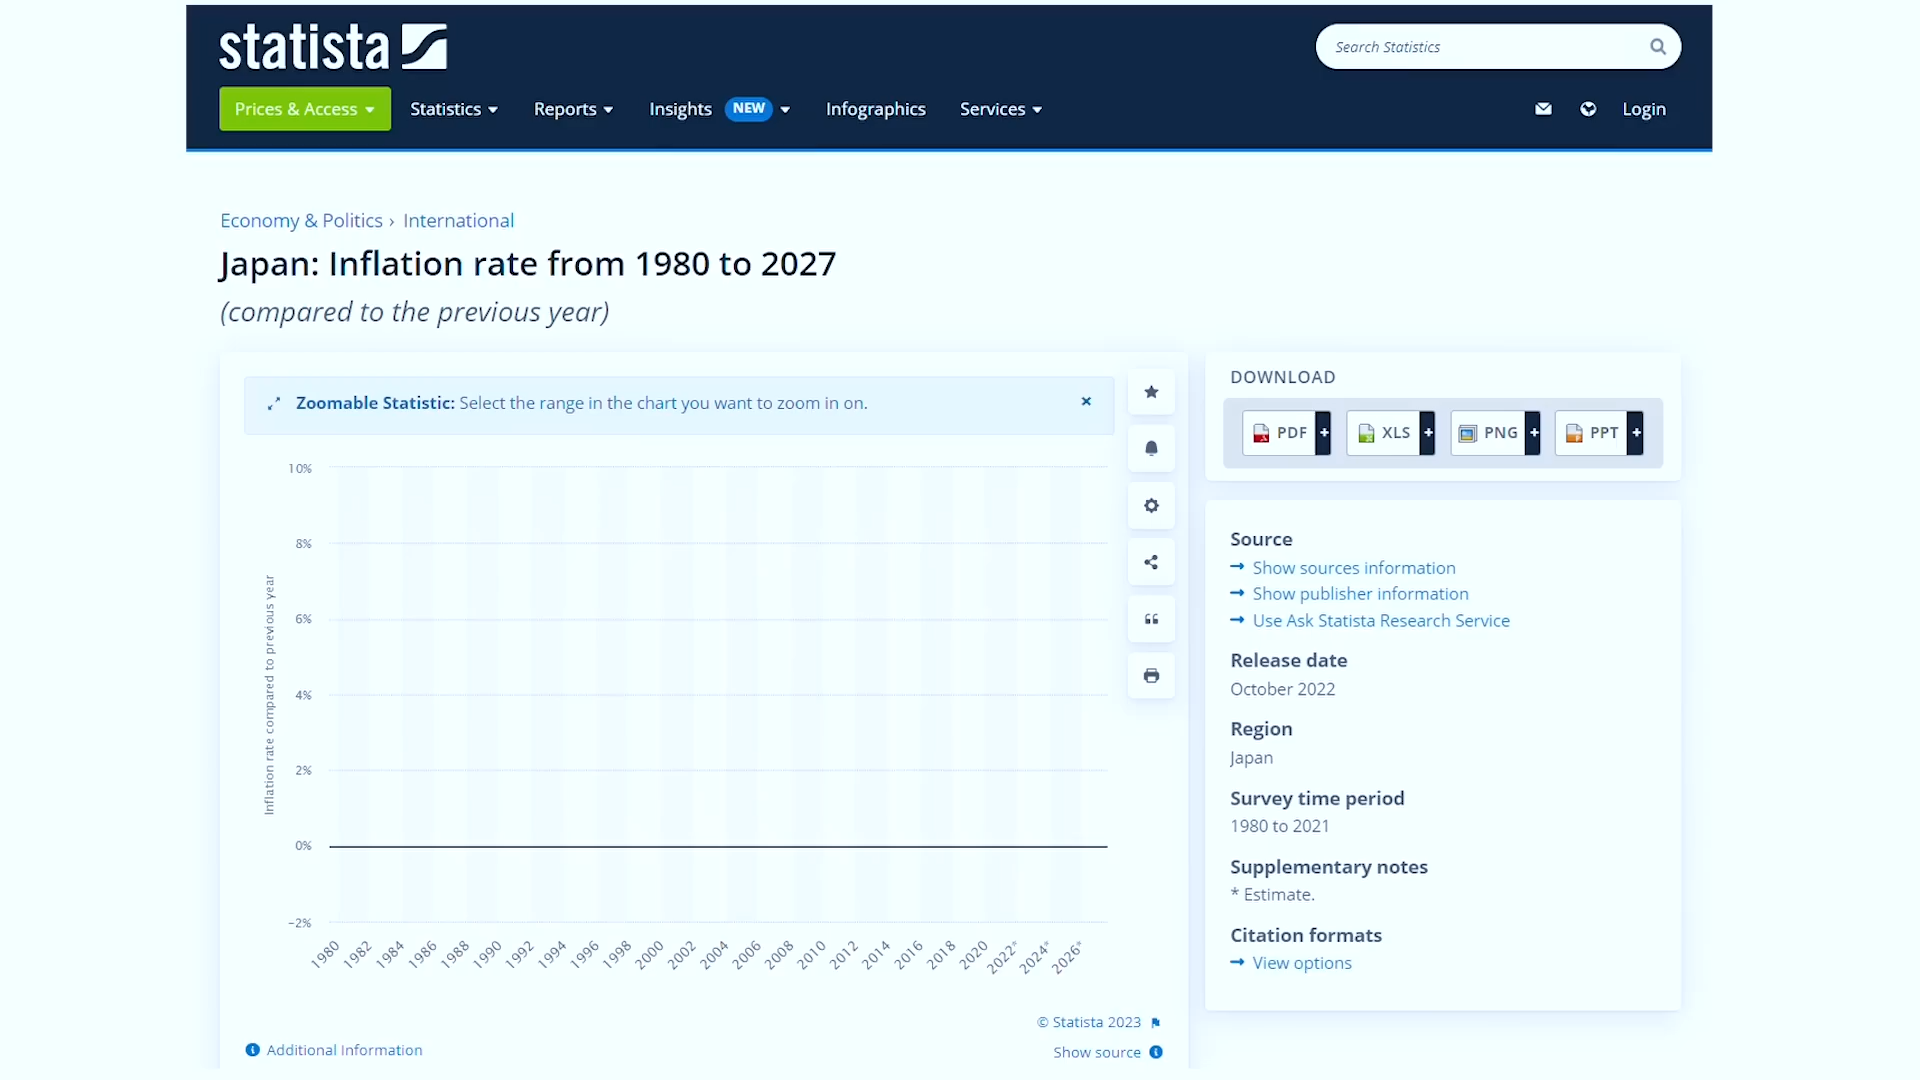 statista
Search Statistics
Prices & Access
Statistics
Reports
Insights
NEW
Infographics
Services
Login
Economy & Politics › International
Japan: Inflation rate from 1980 to 2027
(compared to the previous year)
Zoomable Statistic: Select the range in the chart you want to zoom in on.
×
Inflation rate compared to previous year
10%
8%
6%
4%
2%
0%
−2%
1980
1982
1984
1986
1988
1990
1992
1994
1996
1998
2000
2002
2004
2006
2008
2010
2012
2014
2016
2018
2020
2022*
2024*
2026*
© Statista 2023
Additional Information
Show source
DOWNLOAD
PDF +
XLS +
PNG +
PPT +
Source
Show sources information
Show publisher information
Use Ask Statista Research Service
Release date
October 2022
Region
Japan
Survey time period
1980 to 2021
Supplementary notes
* Estimate.
Citation formats
View options